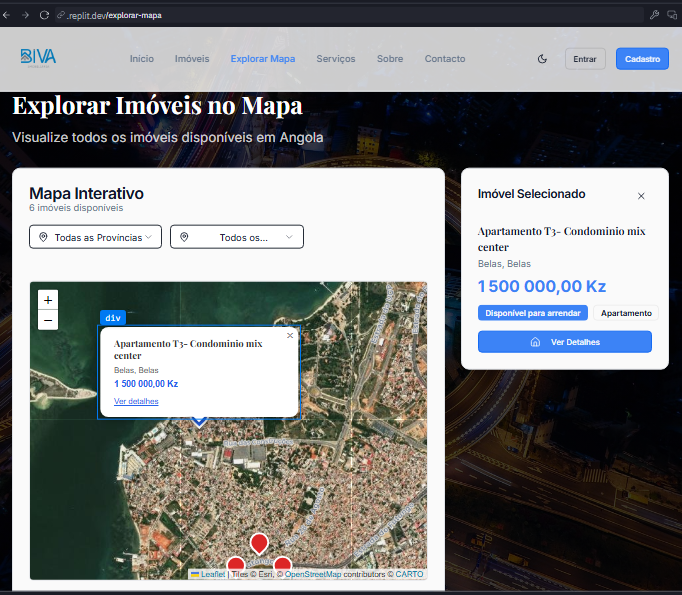 .replit.dev/explorar-mapa
BIVA
Início
Imóveis
Explorar Mapa
Serviços
Sobre
Contacto
Entrar
Cadastro
Explorar Imóveis no Mapa
Visualize todos os imóveis disponíveis em Angola
Mapa Interativo
6 imóveis disponíveis
Todas as Províncias
Todos os...
+
−
div
Apartamento T3- Condominio mix
center
Belas, Belas
1 500 000,00 Kz
Ver detalhes
Leaflet | Tiles © Esri, © OpenStreetMap contributors © CARTO
Imóvel Selecionado
Apartamento T3- Condominio mix
center
Belas, Belas
1 500 000,00 Kz
Disponível para arrendar
Apartamento
Ver Detalhes